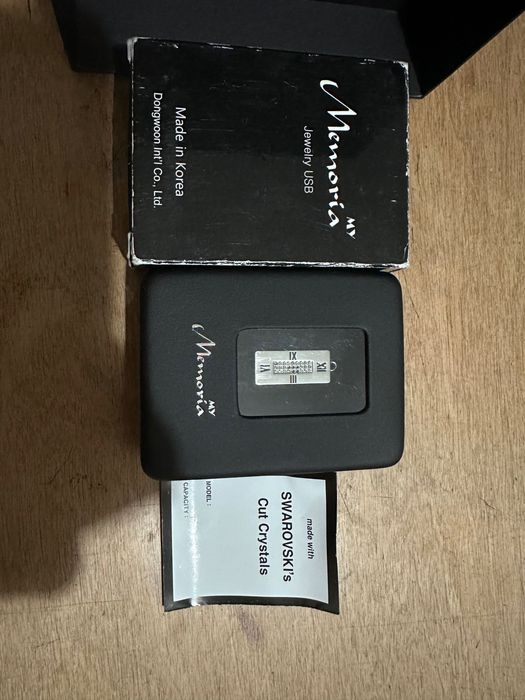 MY
Memoria
Jewelry USB
Made in Korea
Dongwoon Int'l Co., Ltd.
XII
IX III
VI
MY
Memoria
made with
SWAROVSKI's
Cut Crystals
MODEL :
CAPACITY :